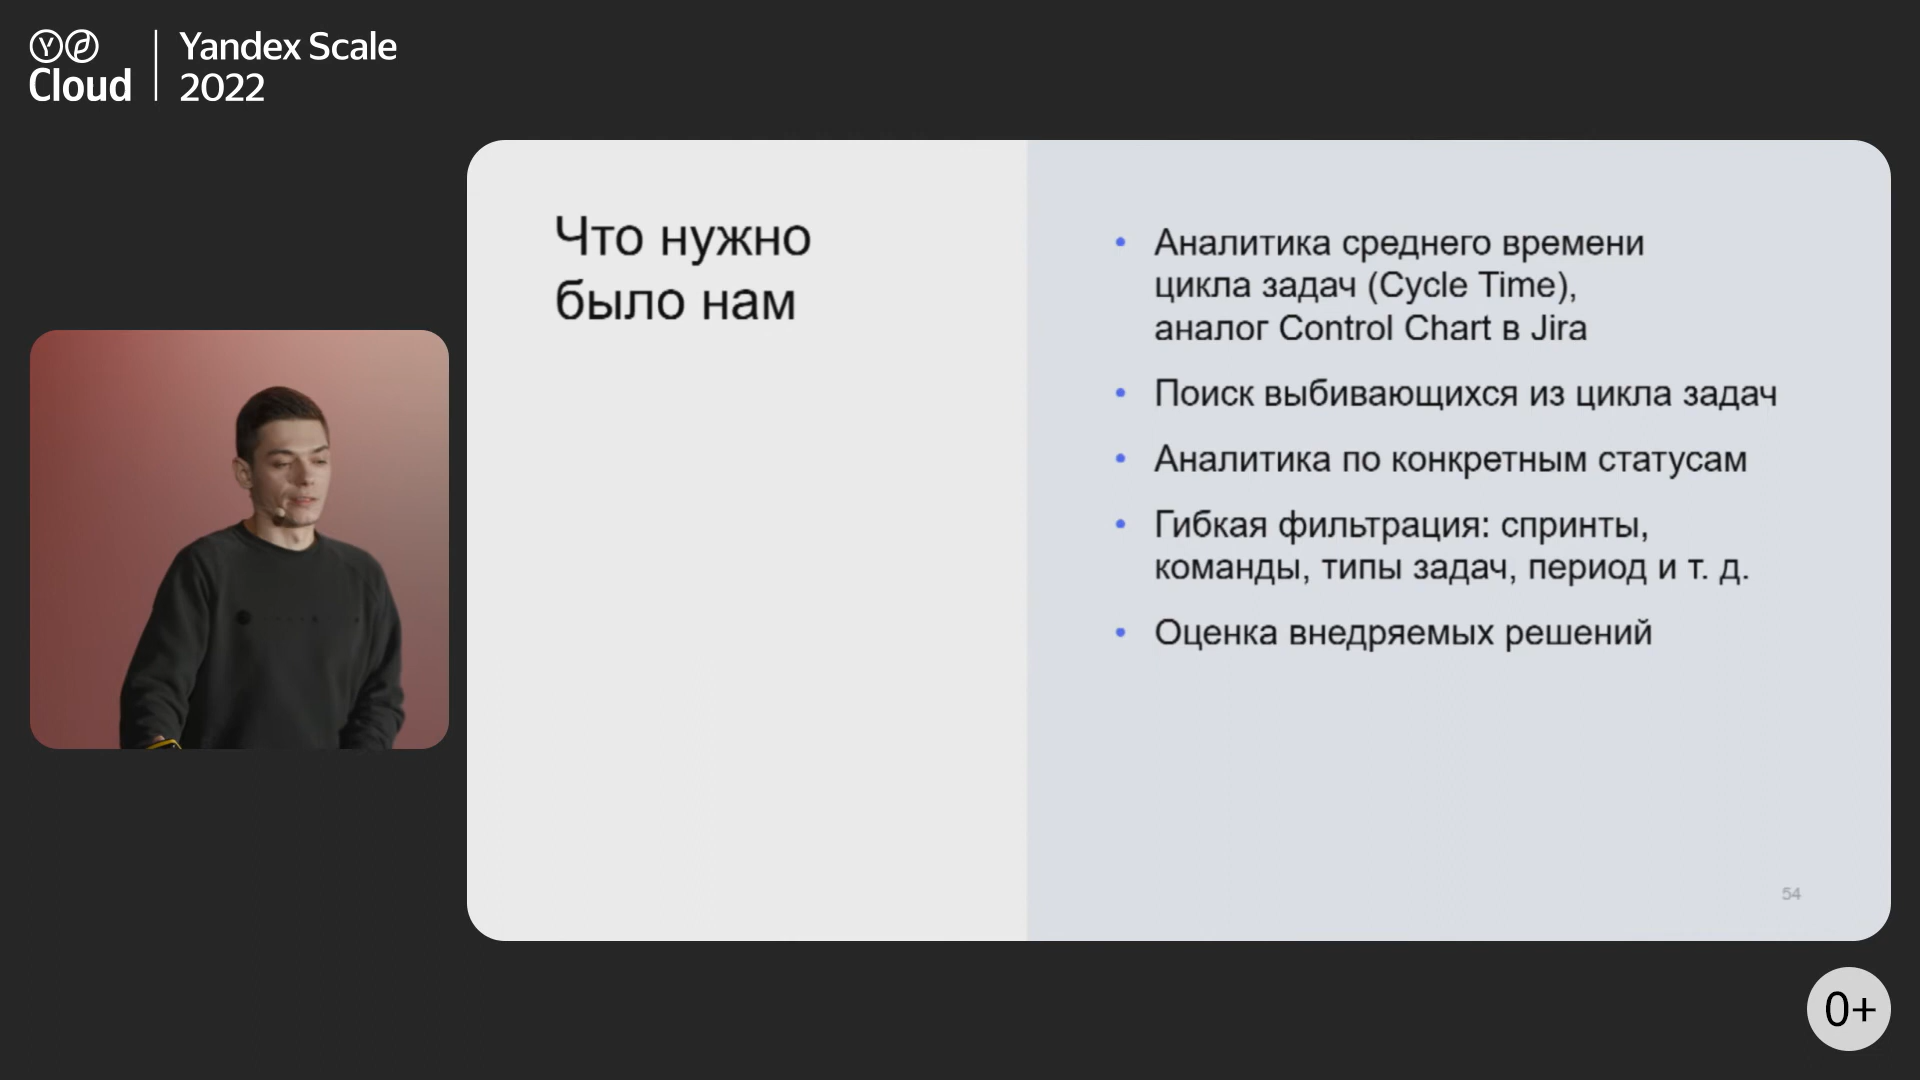 Cloud
Yandex Scale
2022
Что нужно
было нам
• Аналитика среднего времени
цикла задач (Cycle Time),
аналог Control Chart в Jira
• Поиск выбивающихся из цикла задач
• Аналитика по конкретным статусам
• Гибкая фильтрация: спринты,
команды, типы задач, период и т. д.
• Оценка внедряемых решений
54
0+